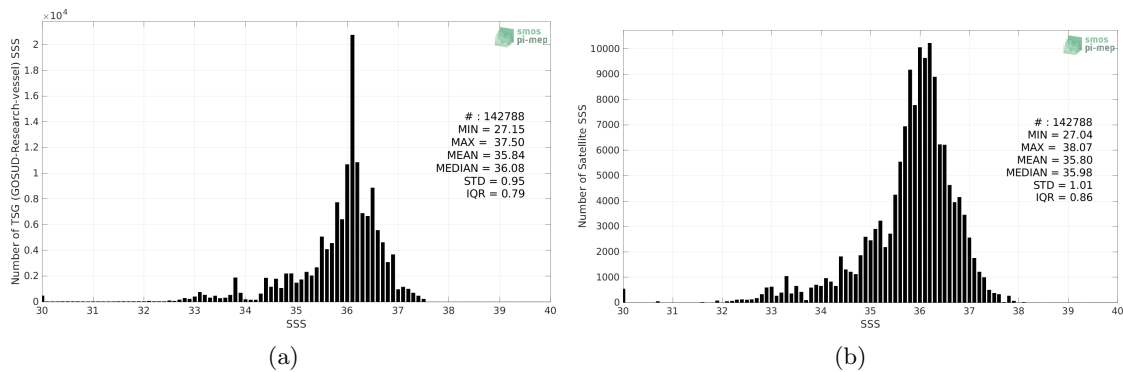 ×10⁴
Number of TSG (GOSUD-Research-vessel) SSS
2
1.8
1.6
1.4
1.2
1
0.8
0.6
0.4
0.2
0
30 31 32 33 34 35 36 37 38 39 40
SSS
smos
pi-mep
# : 142788
MIN = 27.15
MAX = 37.50
MEAN = 35.84
MEDIAN = 36.08
STD = 0.95
IQR = 0.79
(a)
Number of Satellite SSS
10000
9000
8000
7000
6000
5000
4000
3000
2000
1000
0
30 31 32 33 34 35 36 37 38 39 40
SSS
smos
pi-mep
# : 142788
MIN = 27.04
MAX = 38.07
MEAN = 35.80
MEDIAN = 35.98
STD = 1.01
IQR = 0.86
(b)